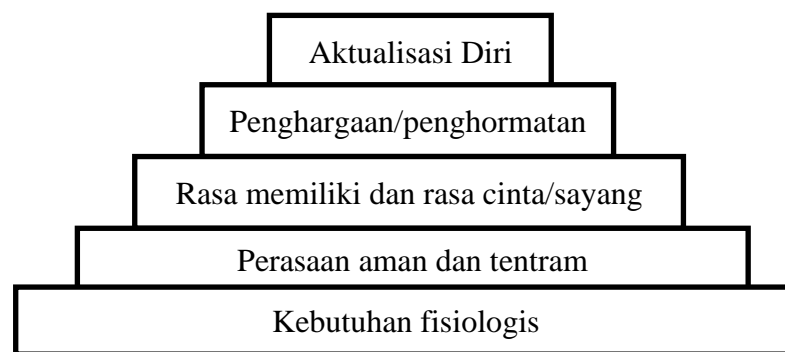 Aktualisasi Diri
Penghargaan/penghormatan
Rasa memiliki dan rasa cinta/sayang
Perasaan aman dan tentram
Kebutuhan fisiologis